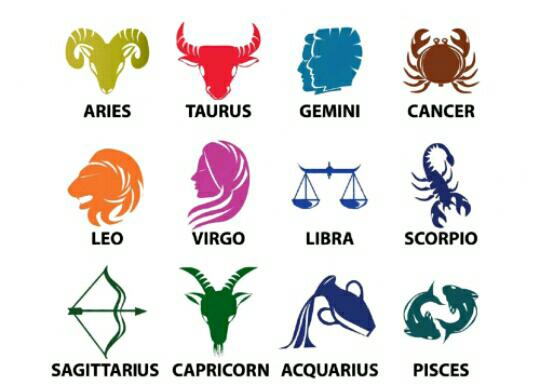 ARIES TAURUS GEMINI CANCER
LEO VIRGO LIBRA SCORPIO
SAGITTARIUS CAPRICORN ACQUARIUS PISCES